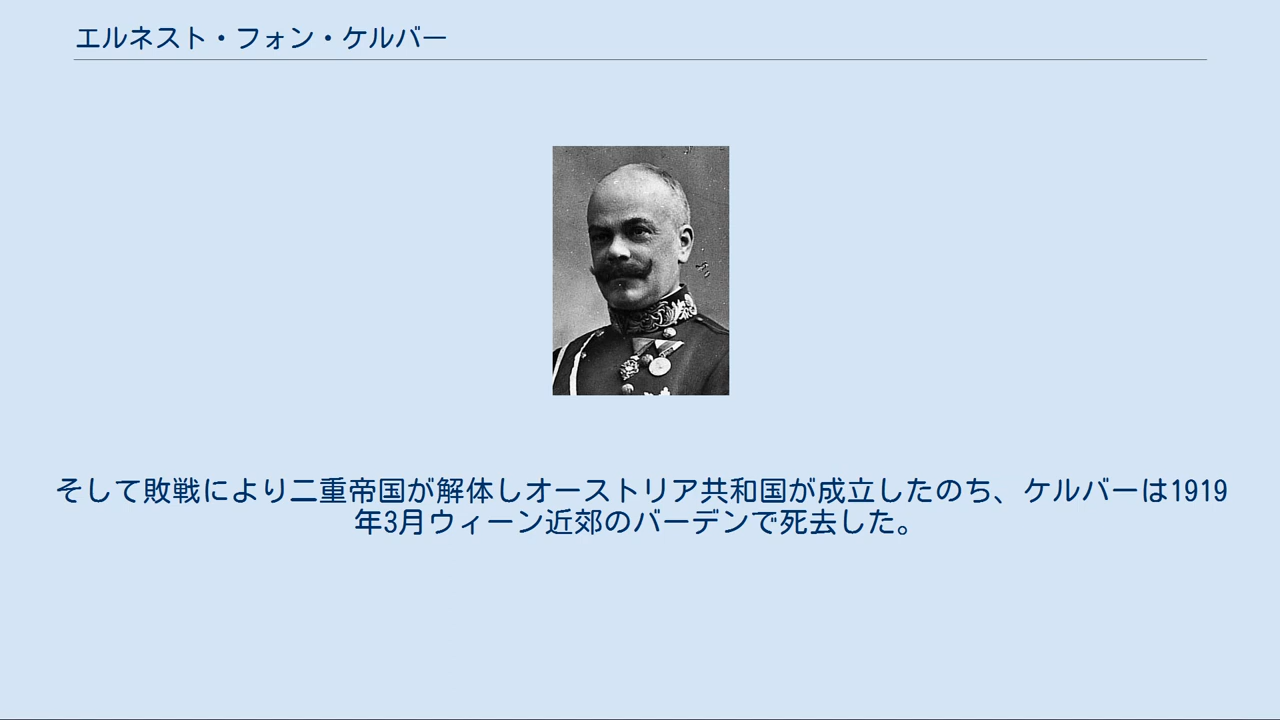 エルネスト・フォン・ケルバー
そして敗戦により二重帝国が解体しオーストリア共和国が成立したのち、ケルバーは1919
年3月ウィーン近郊のバーデンで死去した。